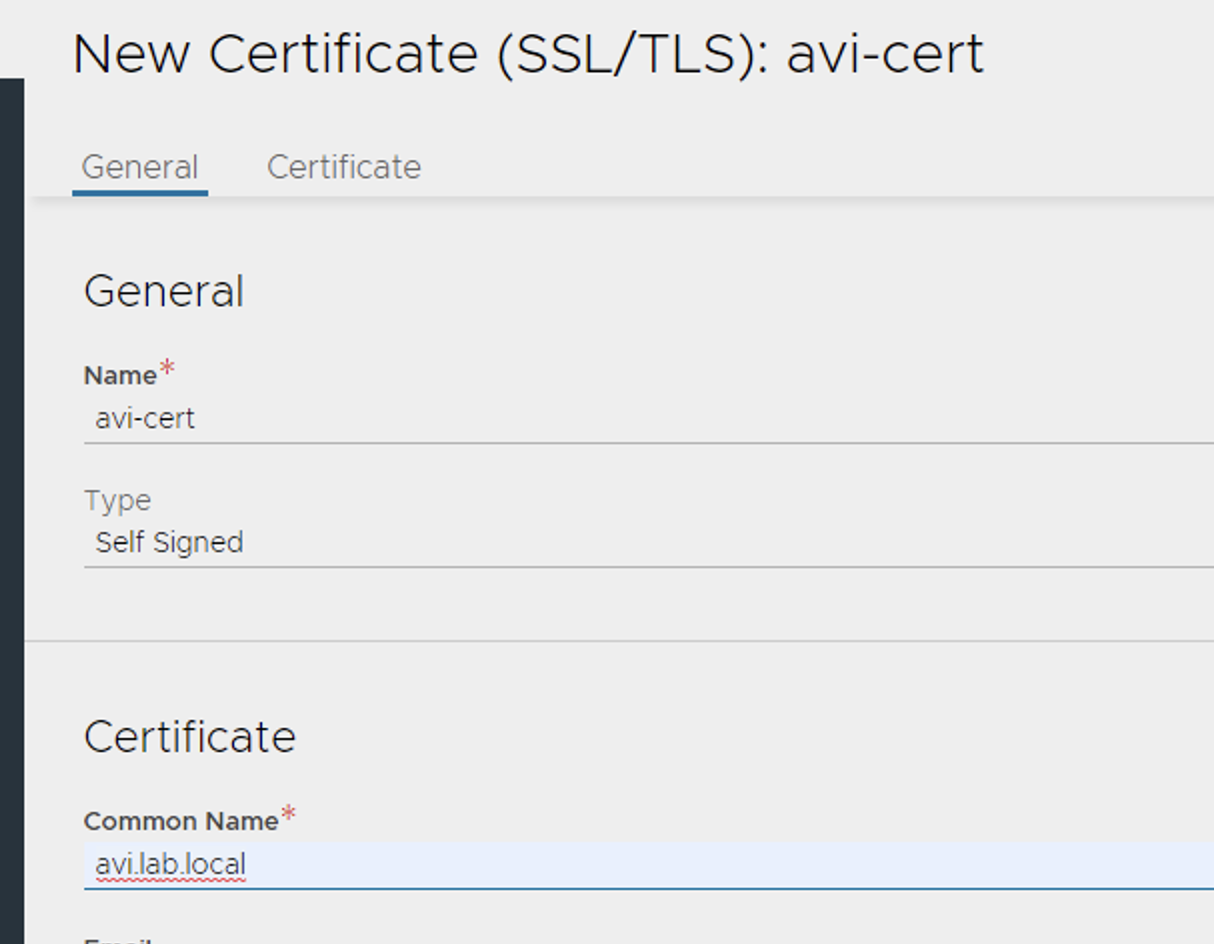 New Certificate (SSL/TLS): avi-cert
General Certificate
General
Name*
avi-cert
Type
Self Signed
Certificate
Common Name*
avi.lab.local